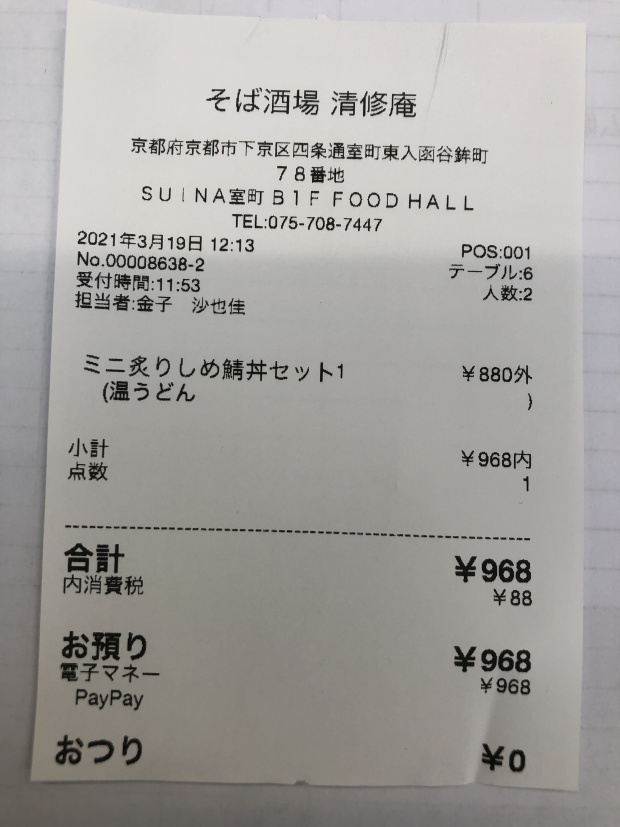 そば酒場 清修庵
京都府京都市下京区四条通室町東入函谷鉾町
７８番地
ＳＵＩＮＡ室町 Ｂ１Ｆ ＦＯＯＤ ＨＡＬＬ
TEL:075-708-7447
2021年3月19日 12:13 POS:001
No.00008638-2 テーブル:6
受付時間:11:53 人数:2
担当者:金子　沙也佳
ミニ炙りしめ鯖丼セット1 ￥880外
(温うどん )
小計 ￥968内
点数 1
合計 ￥968
内消費税 ￥88
お預り ￥968
電子マネー ￥968
PayPay
おつり ￥0